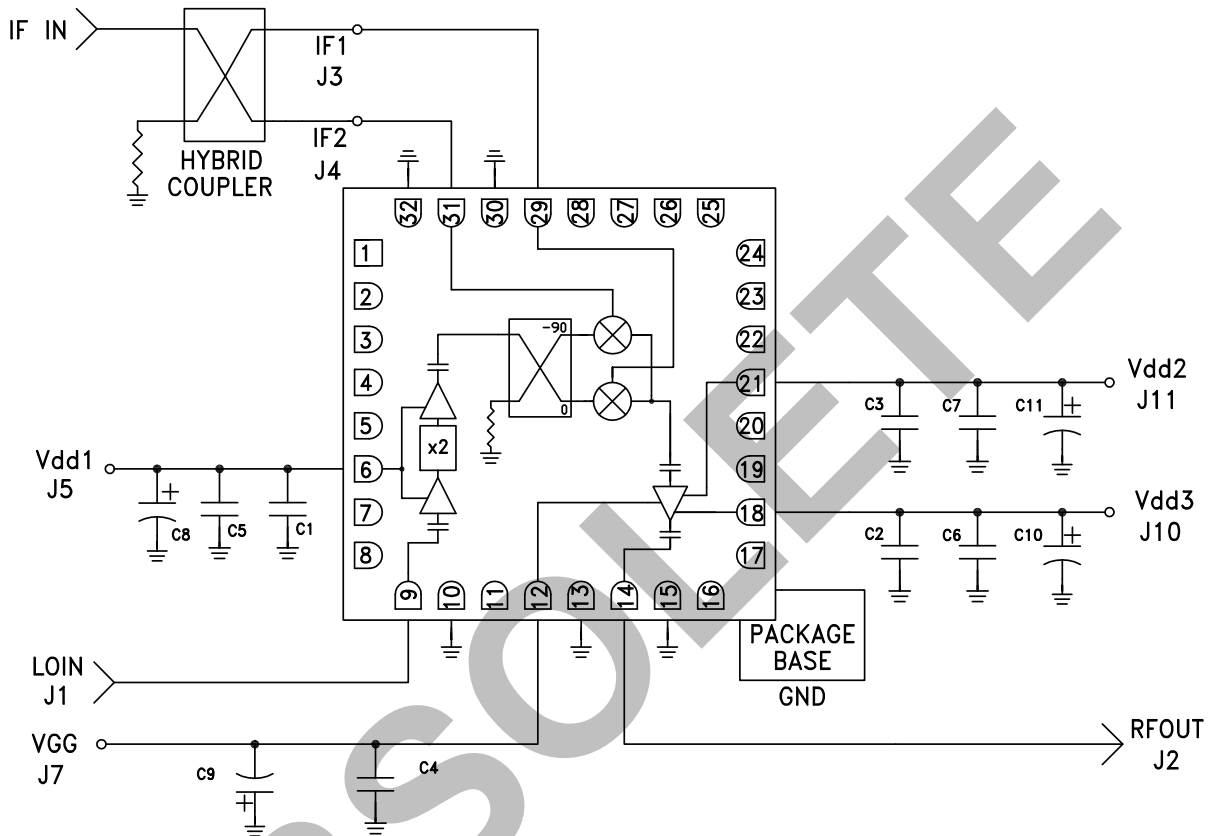 IF IN
IF1
J3
IF2
J4
HYBRID
COUPLER
32
31
30
29
28
27
26
25
1
2
3
4
5
6
7
8
24
23
22
21
20
19
18
17
9
10
11
12
13
14
15
16
-90
0
x2
Vdd1
J5
C8
C5
C1
Vdd2
J11
C3
C7
C11
+
Vdd3
J10
C2
C6
C10
+
+
PACKAGE
BASE
GND
LOIN
J1
VGG
J7
C9
+
C4
RFOUT
J2
OBSOLETE